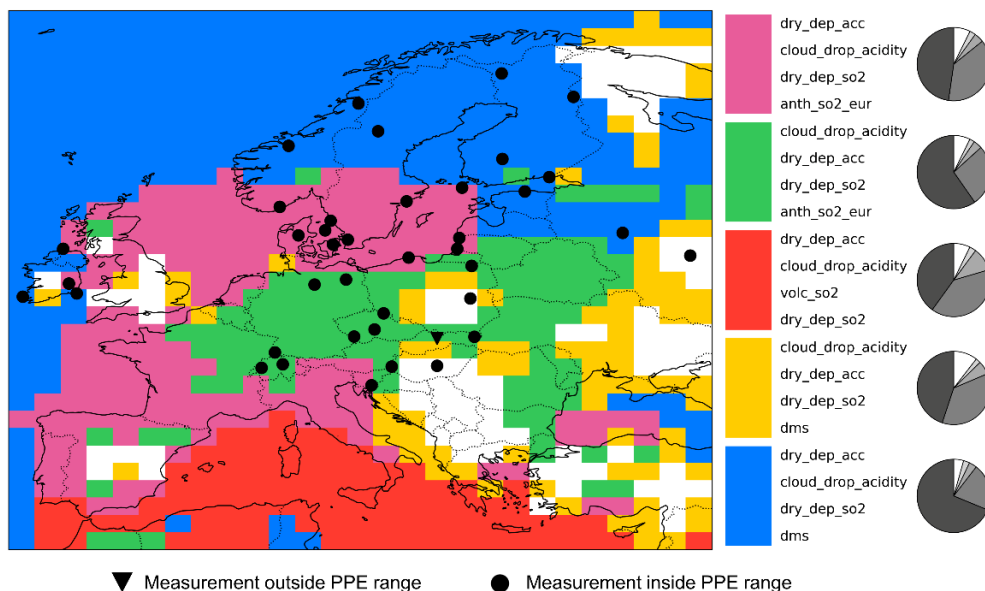 dry_dep_acc
cloud_drop_acidity
dry_dep_so2
anth_so2_eur
cloud_drop_acidity
dry_dep_acc
dry_dep_so2
anth_so2_eur
dry_dep_acc
cloud_drop_acidity
volc_so2
dry_dep_so2
cloud_drop_acidity
dry_dep_acc
dry_dep_so2
dms
dry_dep_acc
cloud_drop_acidity
dry_dep_so2
dms
Measurement outside PPE range
Measurement inside PPE range